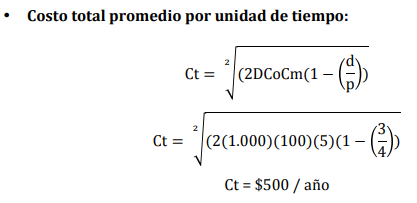 • Costo total promedio por unidad de tiempo:
Ct = ²√(2DCoCm(1 − (d/p))
Ct = ²√(2(1.000)(100)(5)(1 − (3/4))
Ct = $500 / año